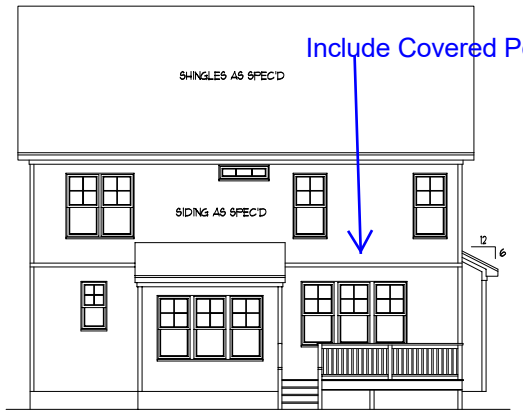 Include Covered
SHINGLES AS SPEC'D
SIDING AS SPEC'D
12
6